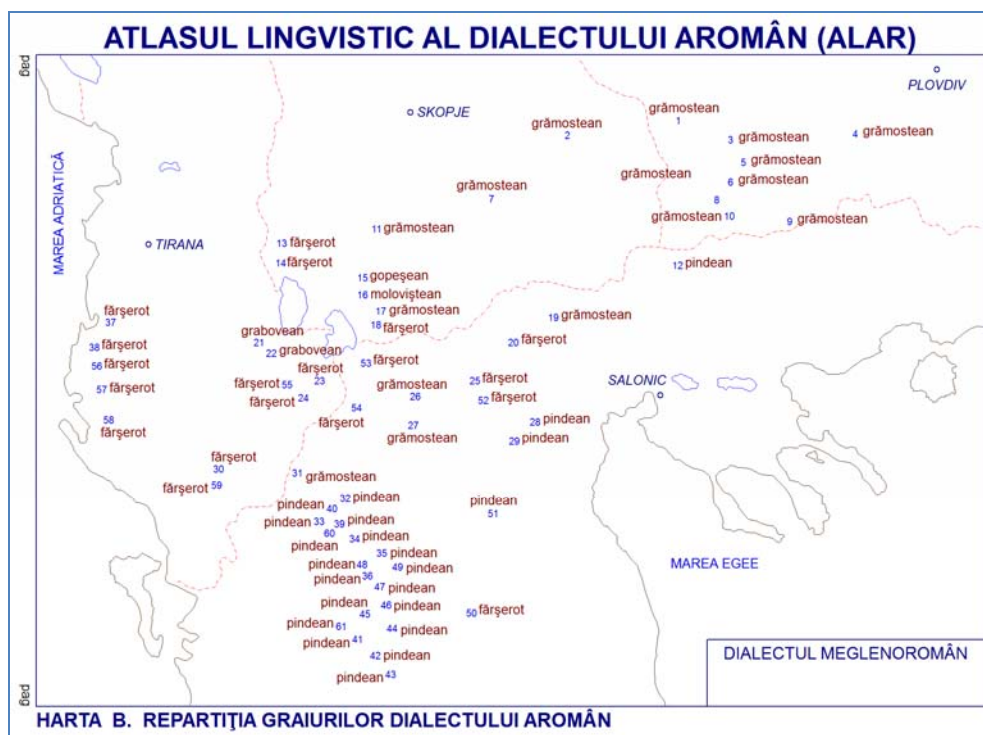 ATLASUL LINGVISTIC AL DIALECTULUI AROMÂN (ALAR)
pag
PLOVDIV
SKOPJE
grămostean
1
grămostean
2
3 grămostean
4 grămostean
5 grămostean
grămostean
6 grămostean
grămostean
7
8
grămostean 10
9 grămostean
MAREA ADRIATICĂ
11 grămostean
TIRANA
13 fărşerot
14 fărşerot
12 pindean
15 gopeşean
16 moloviştean
17 grămostean
18 fărşerot
19 grămostean
fărşerot
37
grabovean
21
20 fărşerot
38 fărşerot
22 grabovean
56 fărşerot
53 fărşerot
fărşerot
23
SALONIC
57 fărşerot
fărşerot 55
grămostean
26
25 fărşerot
fărşerot 24
52 fărşerot
54
fărşerot
58
fărşerot
27
grămostean
28 pindean
29 pindean
fărşerot
30
fărşerot 59
31 grămostean
32 pindean
pindean 40
pindean
51
pindean 33
39 pindean
60
pindean
34 pindean
35 pindean
pindean 48
49 pindean
pindean 36
47 pindean
MAREA EGEE
pindean
45
46 pindean
50 fărşerot
pindean 61
44 pindean
pindean 41
42 pindean
pindean 43
DIALECTUL MEGLENOROMÂN
pag
HARTA B. REPARTIŢIA GRAIURILOR DIALECTULUI AROMÂN